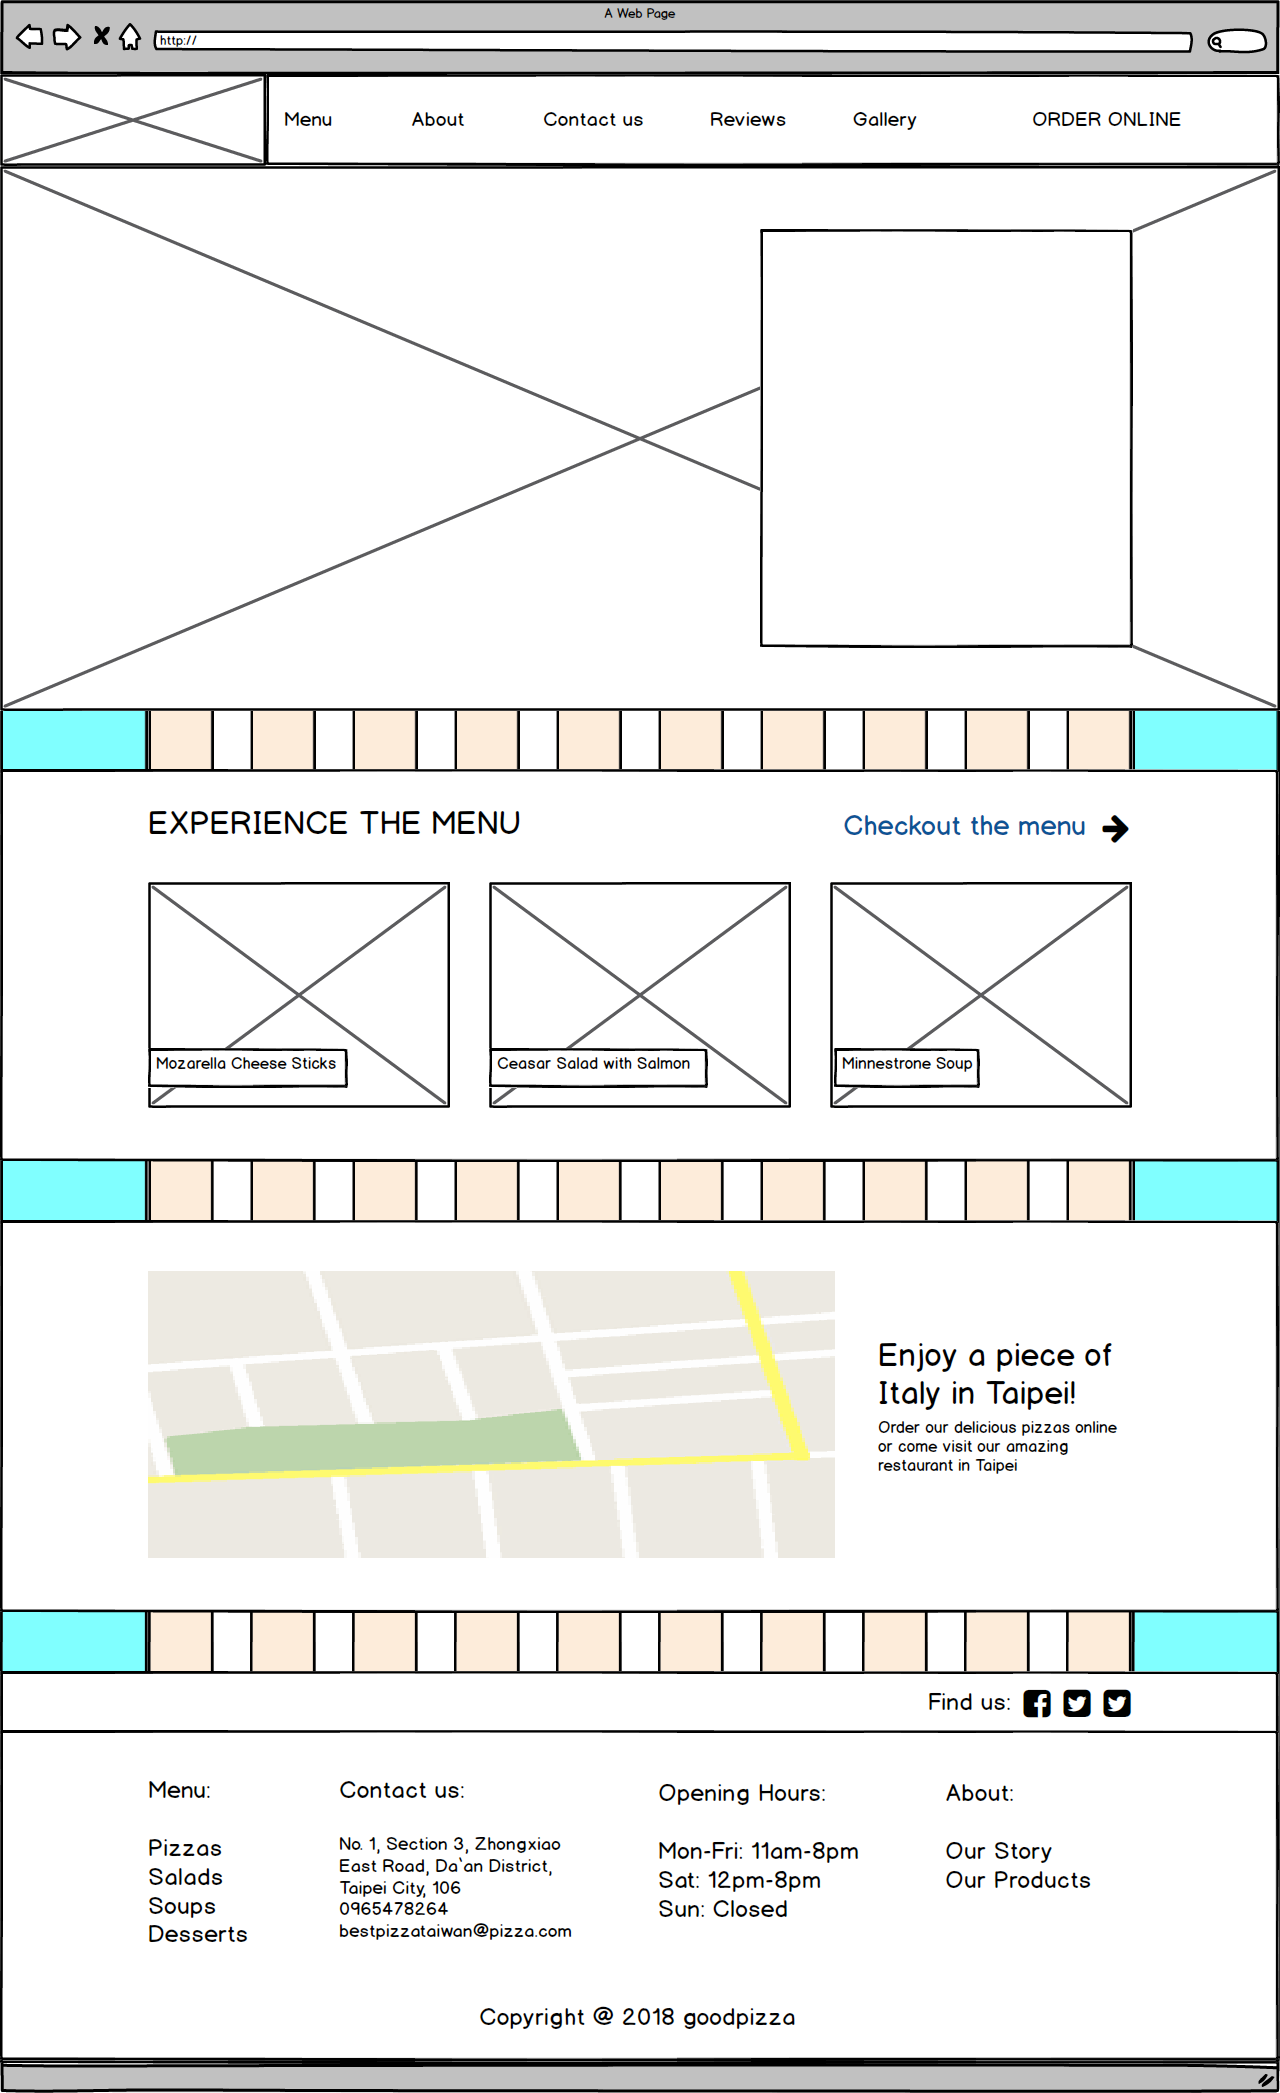 A Web Page
http://
Menu
About
Contact us
Reviews
Gallery
ORDER ONLINE
EXPERIENCE THE MENU
Checkout the menu
Mozarella Cheese Sticks
Ceasar Salad with Salmon
Minnestrone Soup
Enjoy a piece of
Italy in Taipei!
Order our delicious pizzas online
or come visit our amazing
restaurant in Taipei
Find us:
Menu:
Pizzas
Salads
Soups
Desserts
Contact us:
No. 1, Section 3, Zhongxiao
East Road, Da'an District,
Taipei City, 106
0965478264
bestpizzataiwan@pizza.com
Opening Hours:
Mon-Fri: 11am-8pm
Sat: 12pm-8pm
Sun: Closed
About:
Our Story
Our Products
Copyright @ 2018 goodpizza